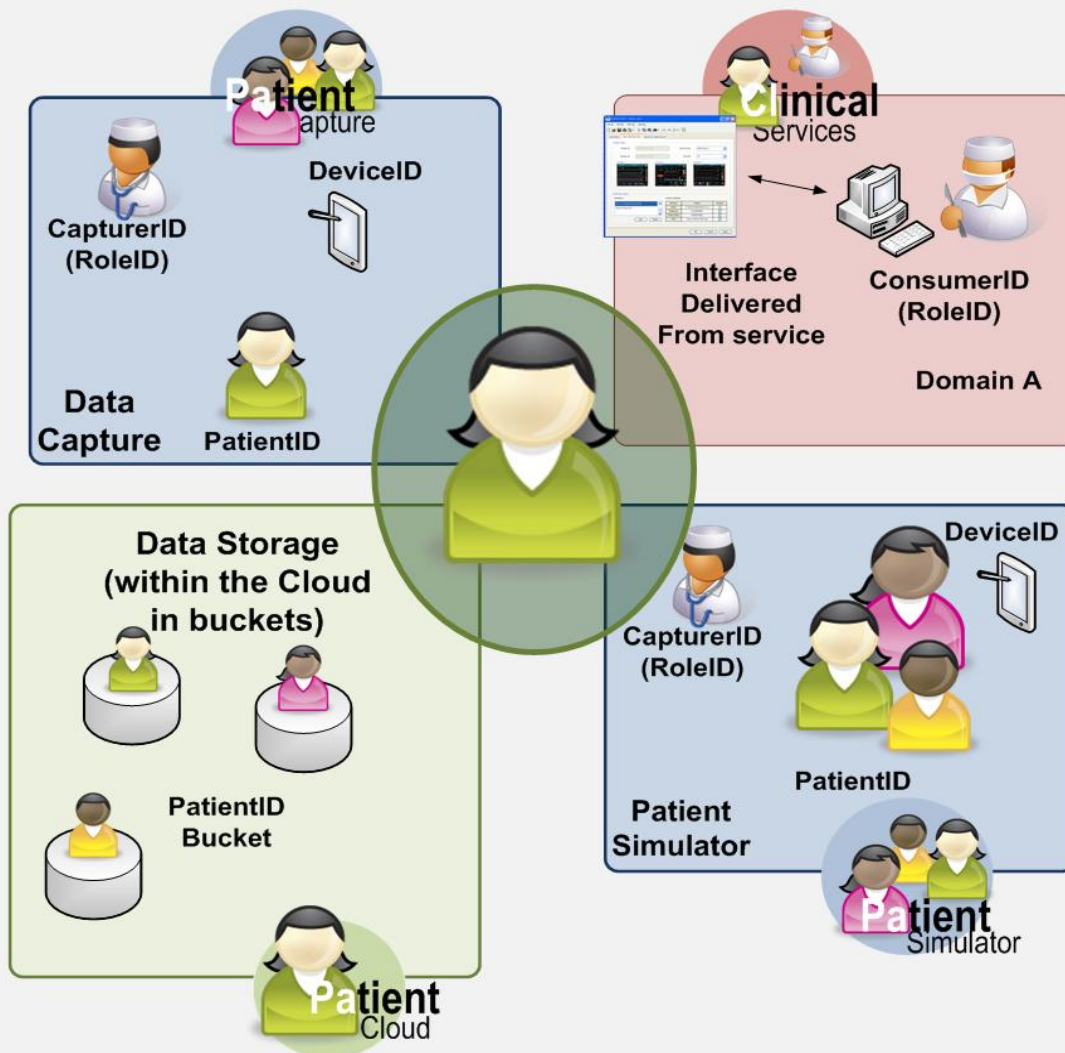 Patient
Capture
DeviceID
CapturerID
(RoleID)
Data
Capture
PatientID
Clinical
Services
Interface
Delivered
From service
ConsumerID
(RoleID)
Domain A
Data Storage
(within the Cloud
in buckets)
PatientID
Bucket
Patient
Cloud
DeviceID
CapturerID
(RoleID)
PatientID
Patient
Simulator
Patient
Simulator